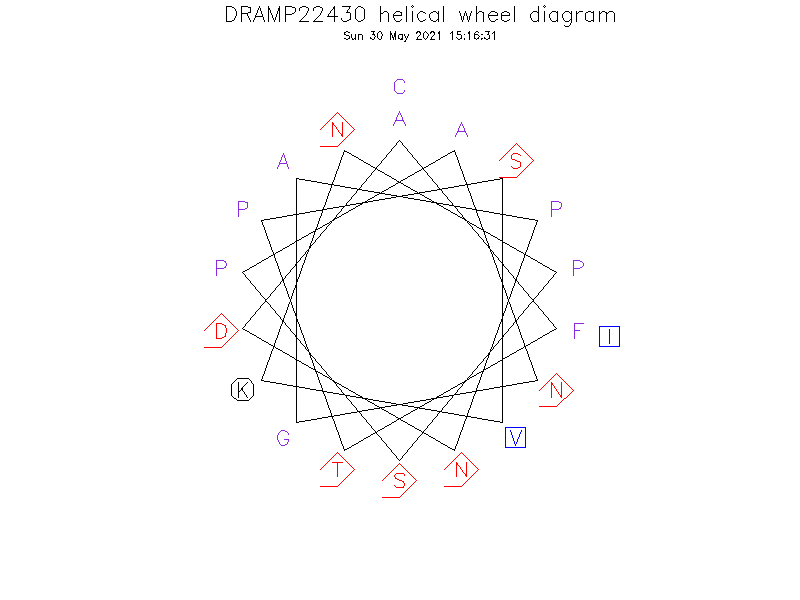 DRAMP22430 helical wheel diagram
Sun 30 May 2021 15:16:31
C
N A A
A S
P P
P P
D F I
K N
G V
T S N